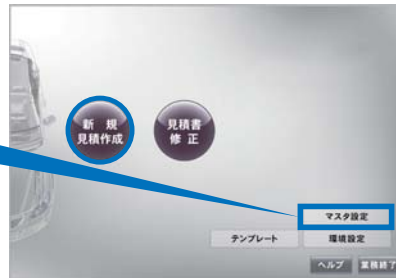 新 規
見積作成
見積書
修 正
マスタ設定
テンプレート
環境設定
ヘルプ
業務終了